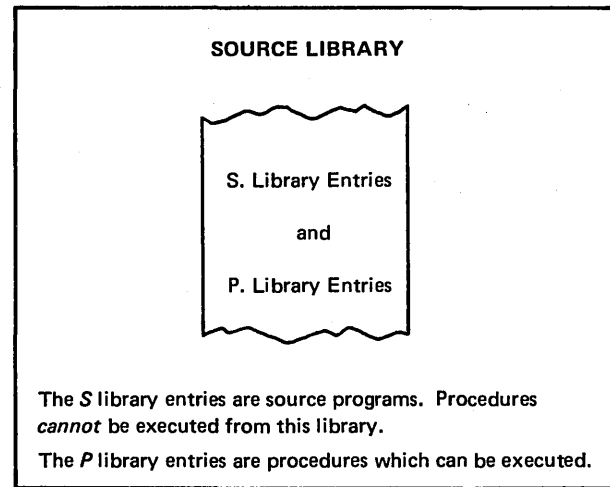 SOURCE LIBRARY
S. Library Entries
and
P. Library Entries
The S library entries are source programs. Procedures
cannot be executed from this library.
The P library entries are procedures which can be executed.